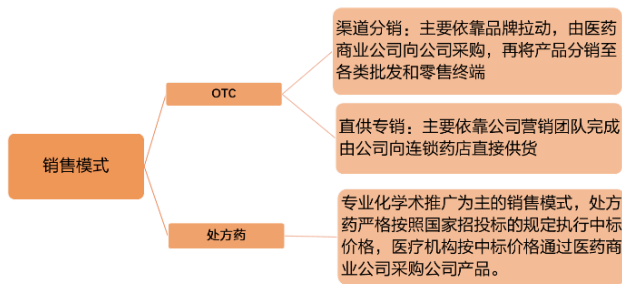 渠道分销：主要依靠品牌拉动，由医药
商业公司向公司采购，再将产品分销至
各类批发和零售终端
OTC
直供专销：主要依靠公司营销团队完成
由公司向连锁药店直接供货
销售模式
专业化学术推广为主的销售模式，处方
药严格按照国家招投标的规定执行中标
价格，医疗机构按中标价格通过医药商
业公司采购公司产品。
处方药